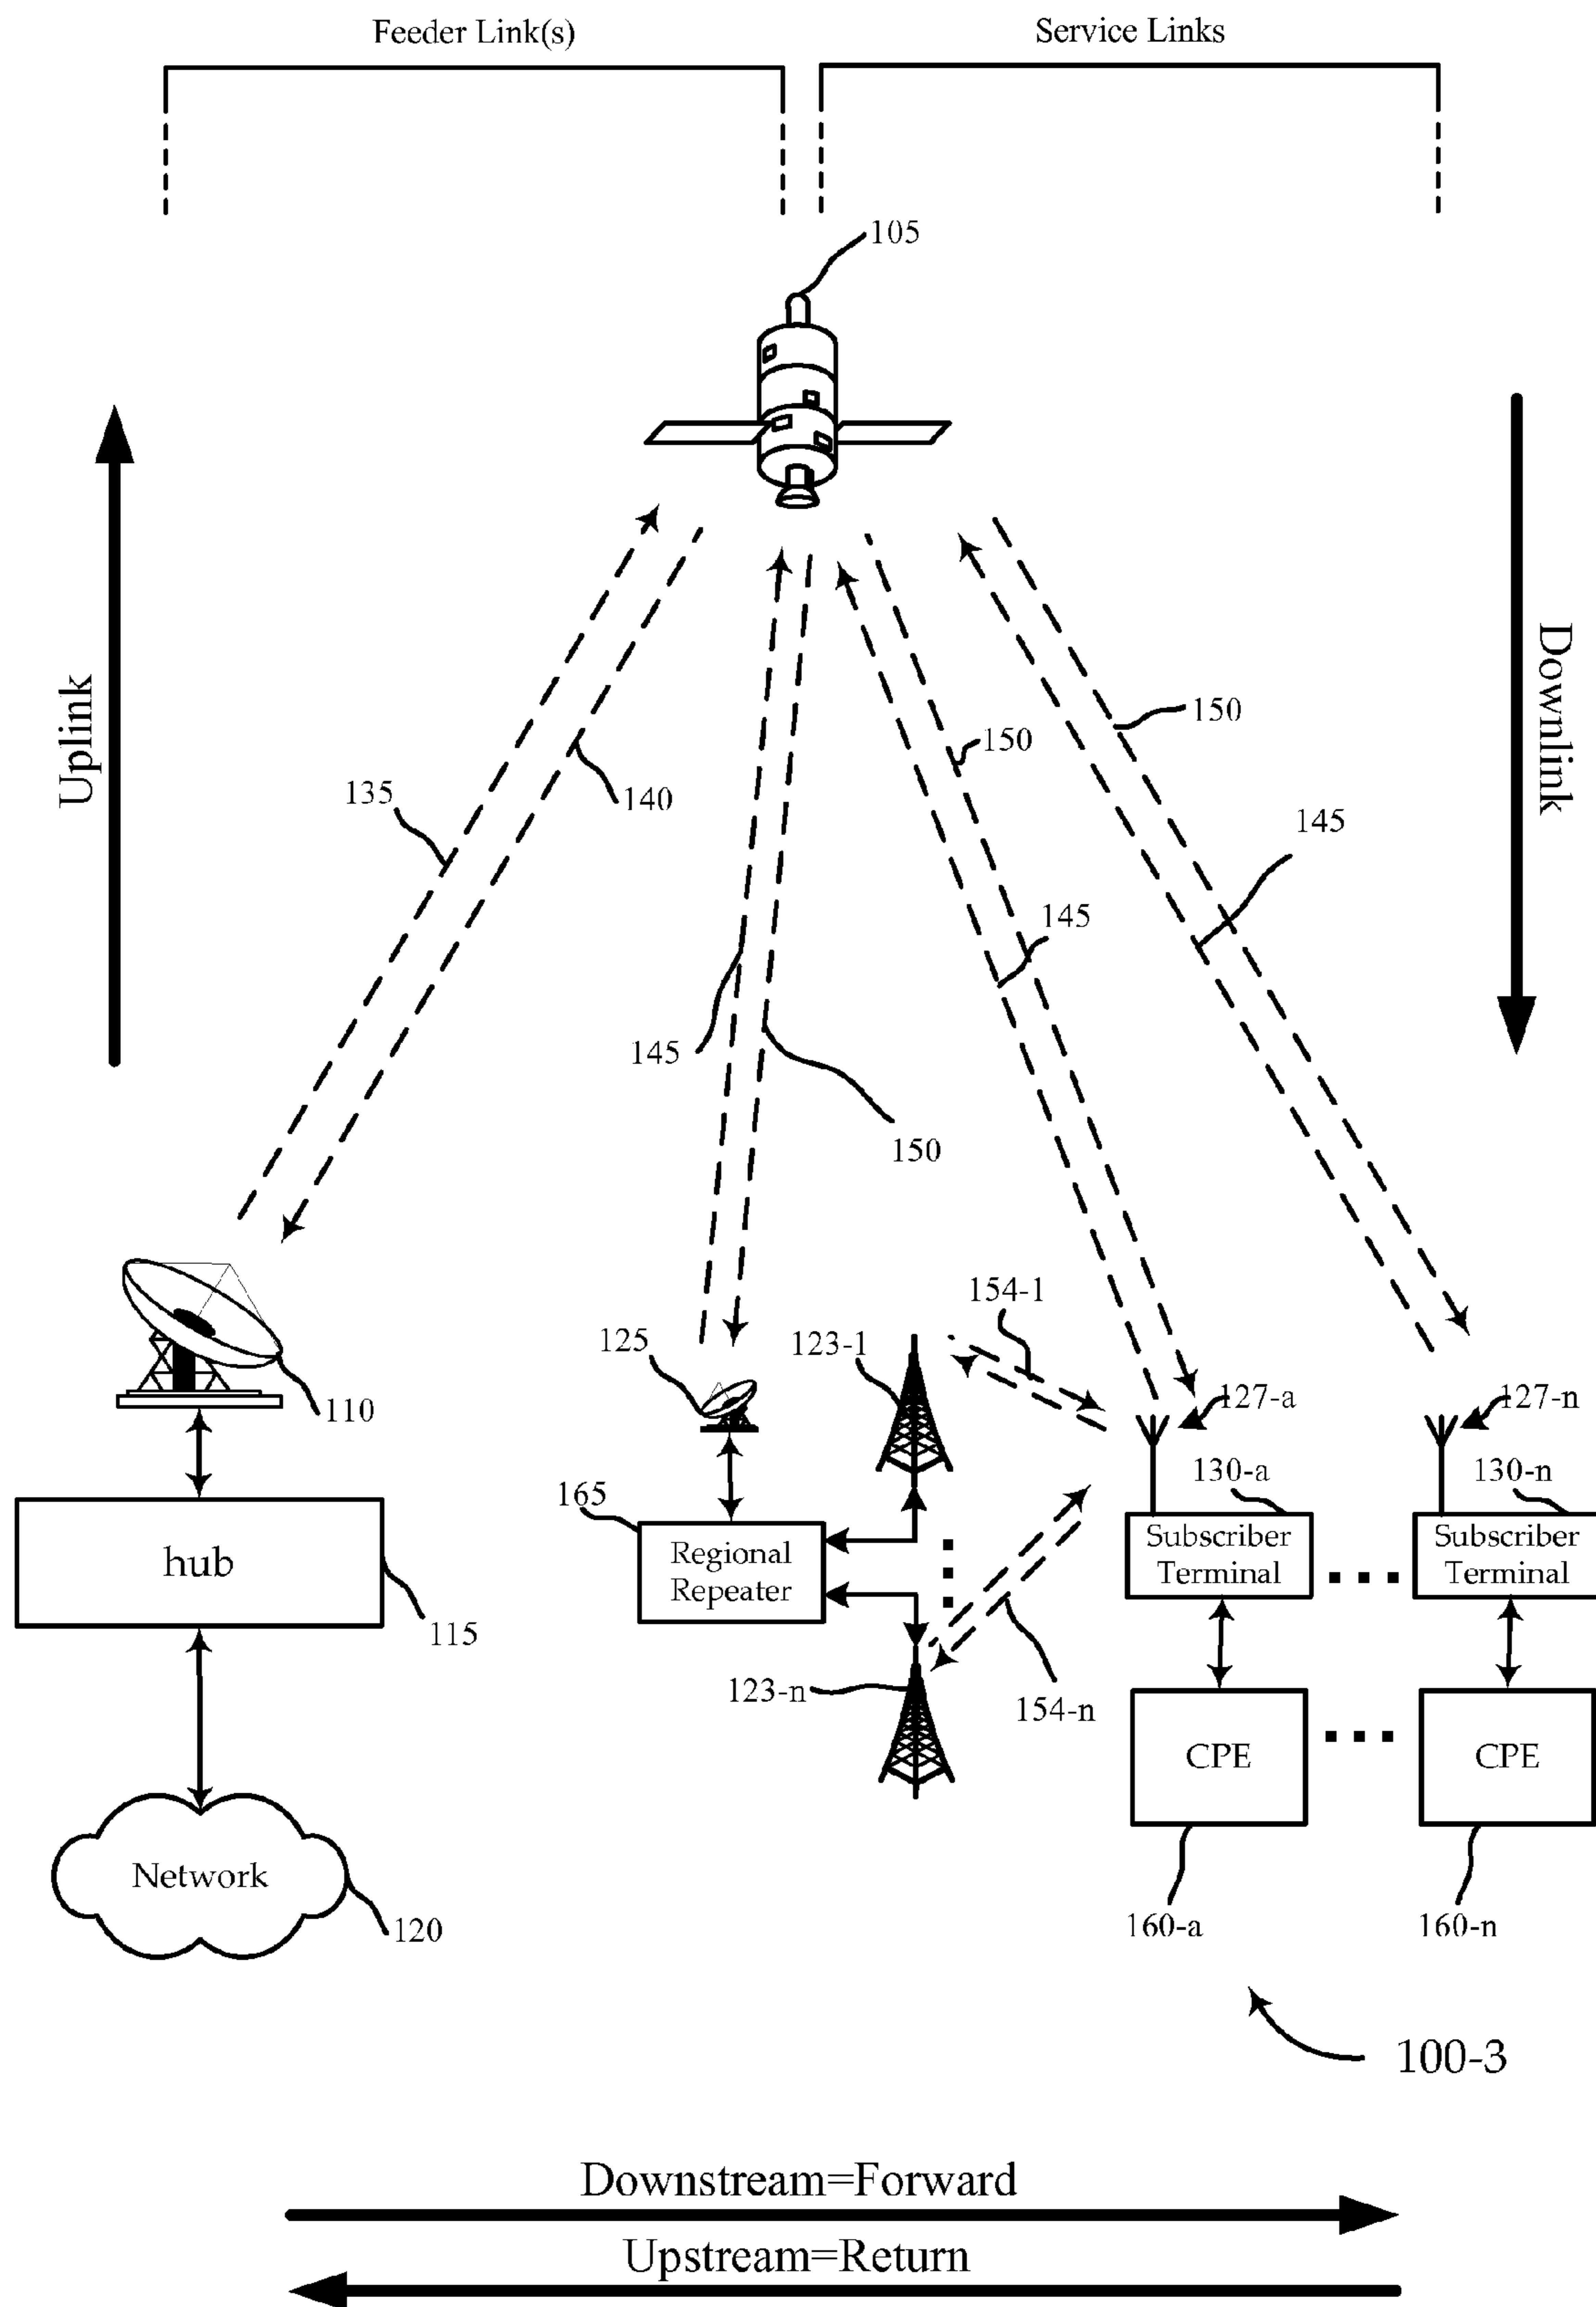 Feeder Link(s)
Service Links
105
Uplink
Downlink
150
150
135
140
145
145
145
150
154-1
125
123-1
127-a
127-n
110
130-a
130-n
165
hub
Regional
Repeater
Subscriber
Terminal
Subscriber
Terminal
115
123-n
154-n
CPE
CPE
Network
120
160-a
160-n
100-3
Downstream=Forward
Upstream=Return